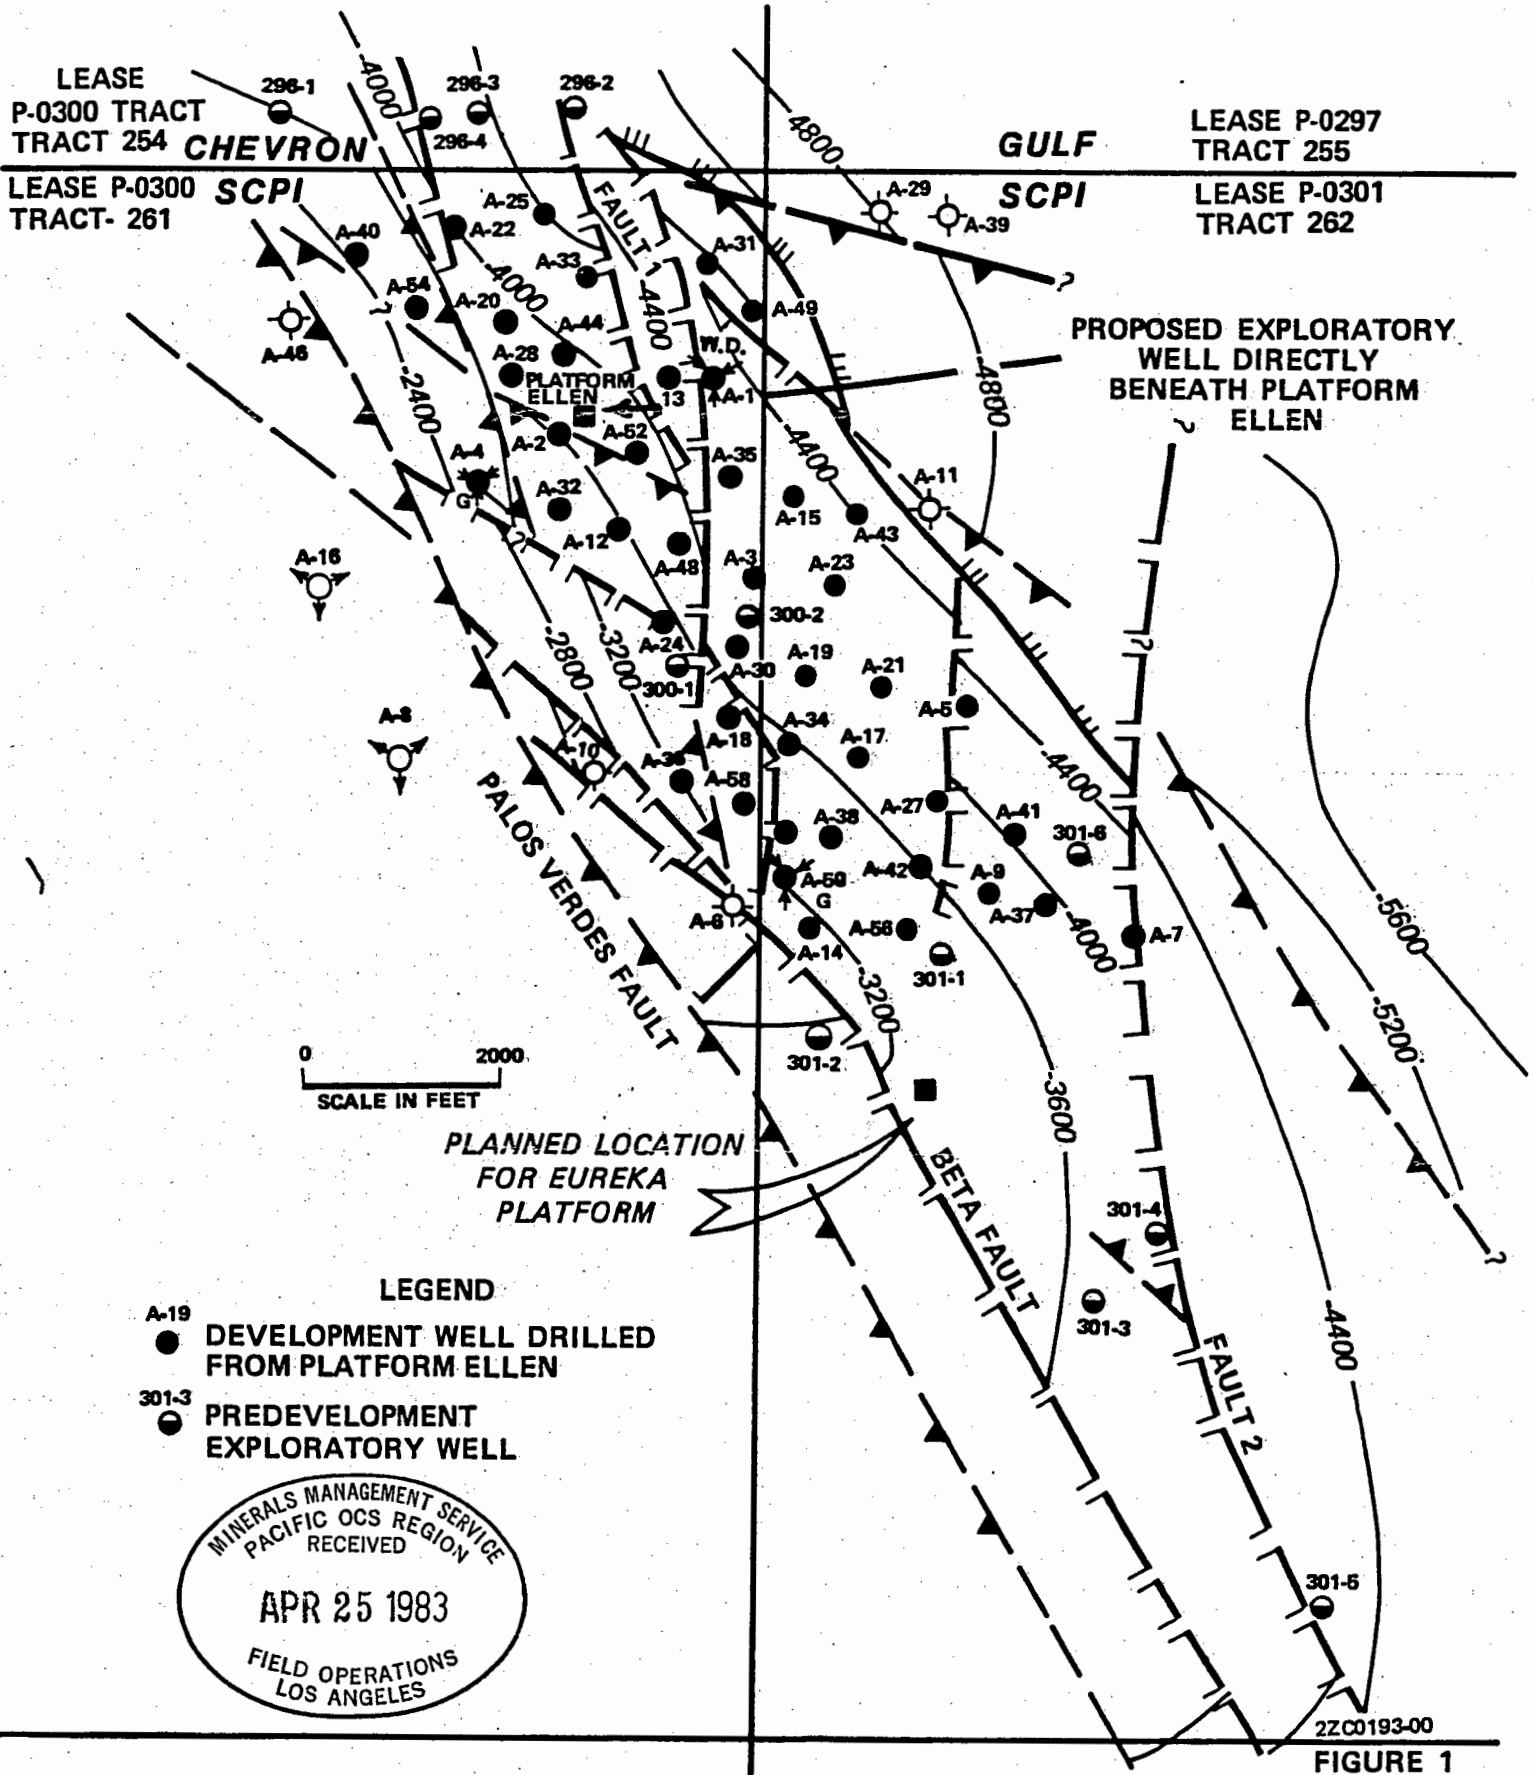 LEASE
P-0300 TRACT
TRACT 254 CHEVRON
296-1
-4000
296-3
296-4
296-2
4800
GULF
LEASE P-0297
TRACT 255
LEASE P-0300 SCPI
TRACT- 261
SCPI
LEASE P-0301
TRACT 262
A-29
A-39
A-25
A-22
A-40
FAULT 1
A-31
A-33
?
A-54
?
A-20
-4000
-4400
A-49
A-46
A-44
W.D.
A-28
PROPOSED EXPLORATORY
WELL DIRECTLY
BENEATH PLATFORM
ELLEN
PLATFORM
ELLEN
13
A-1
-2400
-4800
?
A-2
A-52
-4400
A-4
G
A-35
A-11
A-32
A-15
A-43
?
A-12
A-16
A-48
A-3
A-23
300-2
-2800
-3200
A-24
?
300-1
A-30
A-19
A-21
A-5
A-8
A-18
A-34
A-17
A-10
A-36
A-58
-4400
PALOS VERDES FAULT
A-27
A-41
A-38
301-6
A-42
A-50
G
A-9
A-37
A-6
A-56
-4000
A-7
-5600
A-14
301-1
-3200
-5200
0 2000
SCALE IN FEET
301-2
-3600
PLANNED LOCATION
FOR EUREKA
PLATFORM
BETA FAULT
301-4
?
LEGEND
A-19
DEVELOPMENT WELL DRILLED
FROM PLATFORM ELLEN
301-3
-4400
FAULT 2
301-3
PREDEVELOPMENT
EXPLORATORY WELL
MINERALS MANAGEMENT SERVICE
PACIFIC OCS REGION
RECEIVED
APR 25 1983
FIELD OPERATIONS
LOS ANGELES
301-5
2ZC0193-00
FIGURE 1